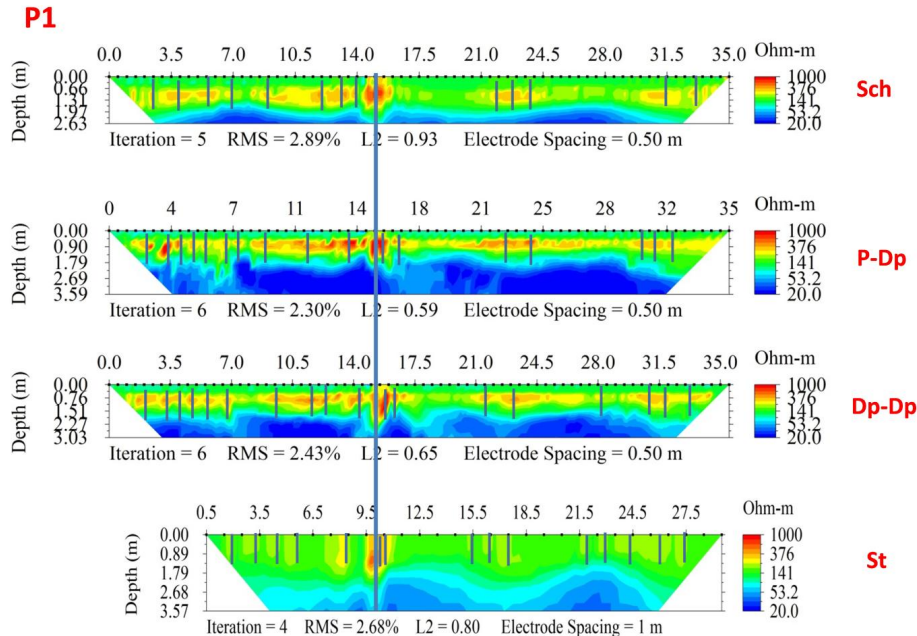 P1
0.0 3.5 7.0 10.5 14.0 17.5 22.0 24.5 28.0 31.5 35.0
Ohm-m
Depth (m)
0.00
0.66
1.31
1.97
2.63
1000
376
141
53.2
20.0
Sch
Iteration = 5 RMS = 2.89% L2 = 0.93 Electrode Spacing = 0.50 m
0 4 7 11 14 18 21 25 28 32 35
Ohm-m
Depth (m)
0.00
0.90
1.79
2.69
3.59
1000
376
141
53.2
20.0
P-Dp
Iteration = 6 RMS = 2.30% L2 = 0.59 Electrode Spacing = 0.50 m
0.0 3.5 7.0 10.5 14.0 17.5 21.0 24.5 28.0 31.5 35.0
Ohm-m
Depth (m)
0.00
0.76
1.51
2.27
3.03
1000
376
141
53.2
20.0
Dp-Dp
Iteration = 6 RMS = 2.43% L2 = 0.65 Electrode Spacing = 0.50 m
0.5 3.5 6.5 9.5 12.5 15.5 18.5 21.5 24.5 27.5
Ohm-m
Depth (m)
0.00
0.89
1.79
2.68
3.57
1000
376
141
53.2
20.0
St
Iteration = 4 RMS = 2.68% L2 = 0.80 Electrode Spacing = 1 m